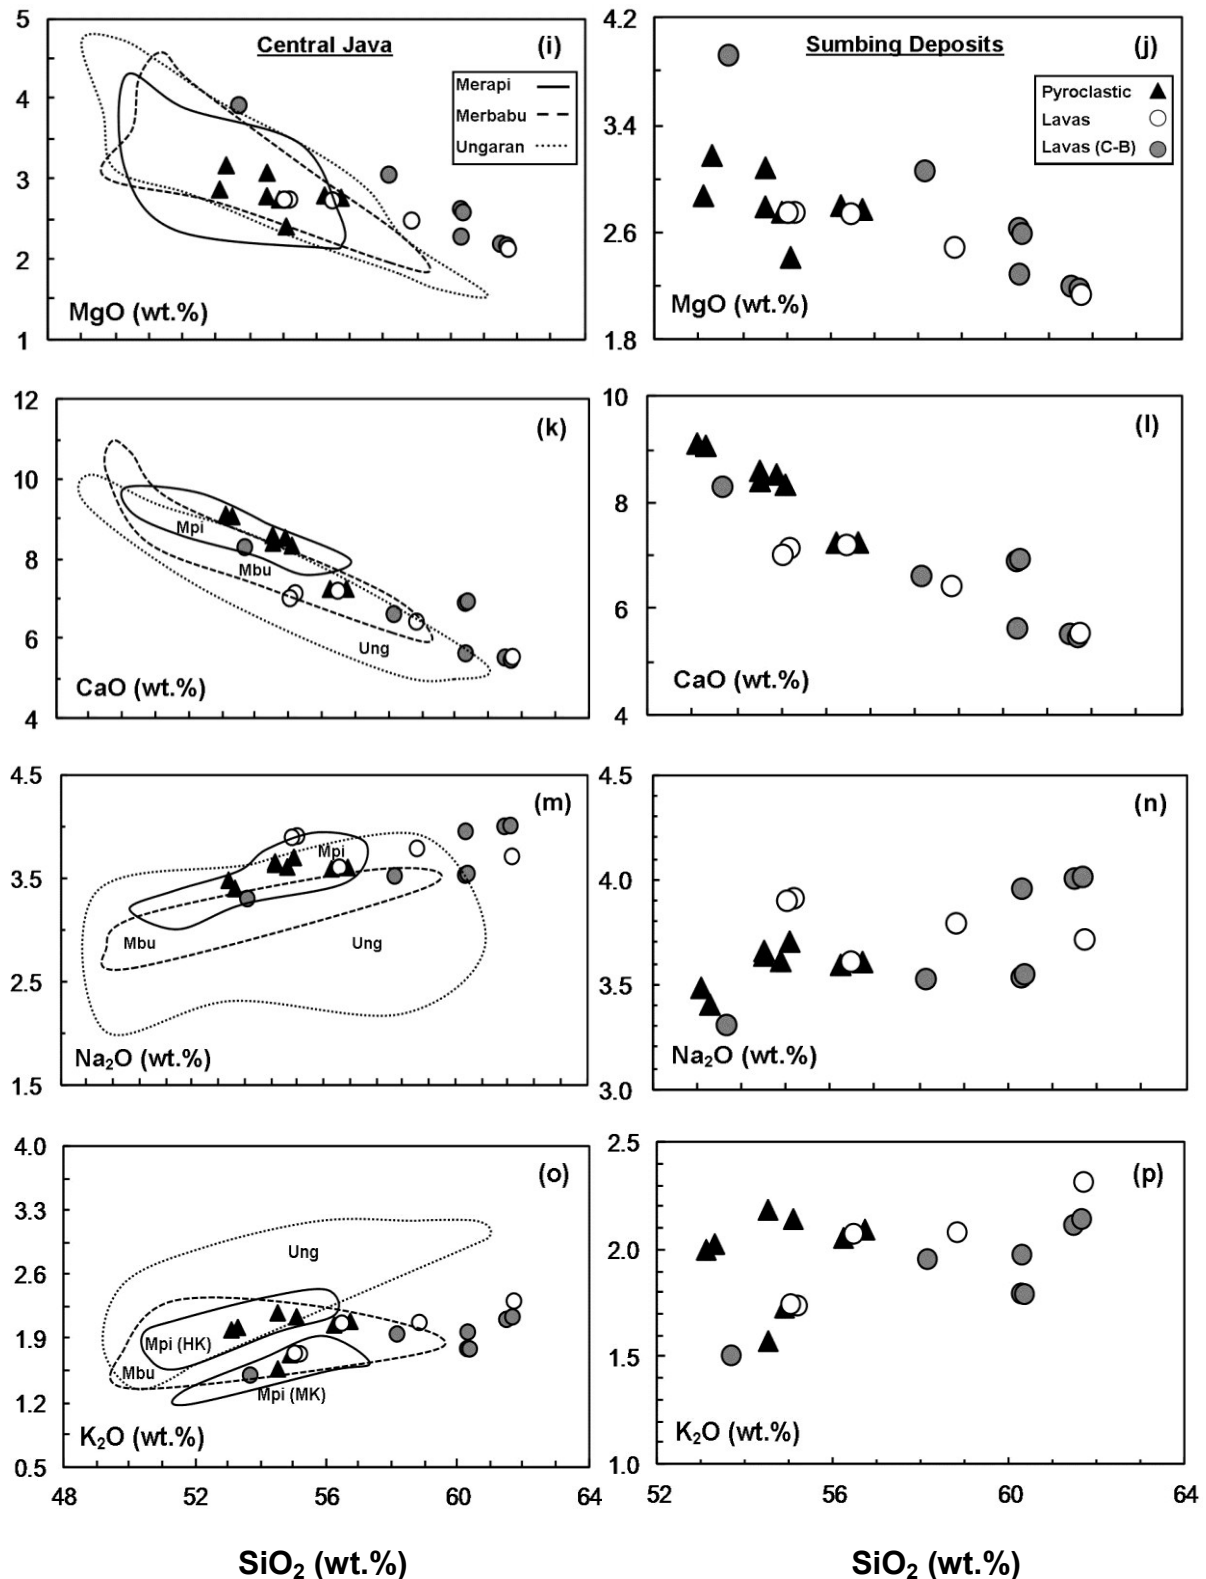 Central Java
(i)
Merapi
Merbabu
Ungaran
5
4
3
2
1
MgO (wt.%)
Sumbing Deposits
(j)
Pyroclastic
Lavas
Lavas (C-B)
4.2
3.4
2.6
1.8
MgO (wt.%)
(k)
12
10
8
6
4
Mpi
Mbu
Ung
CaO (wt.%)
(l)
10
8
6
4
CaO (wt.%)
(m)
4.5
3.5
2.5
1.5
Mpi
Mbu
Ung
Na₂O (wt.%)
(n)
4.5
4.0
3.5
3.0
Na₂O (wt.%)
(o)
4.0
3.3
2.6
1.9
1.2
0.5
Ung
Mpi (HK)
Mbu
Mpi (MK)
K₂O (wt.%)
48 52 56 60 64
SiO₂ (wt.%)
(p)
2.5
2.0
1.5
1.0
K₂O (wt.%)
52 56 60 64
SiO₂ (wt.%)